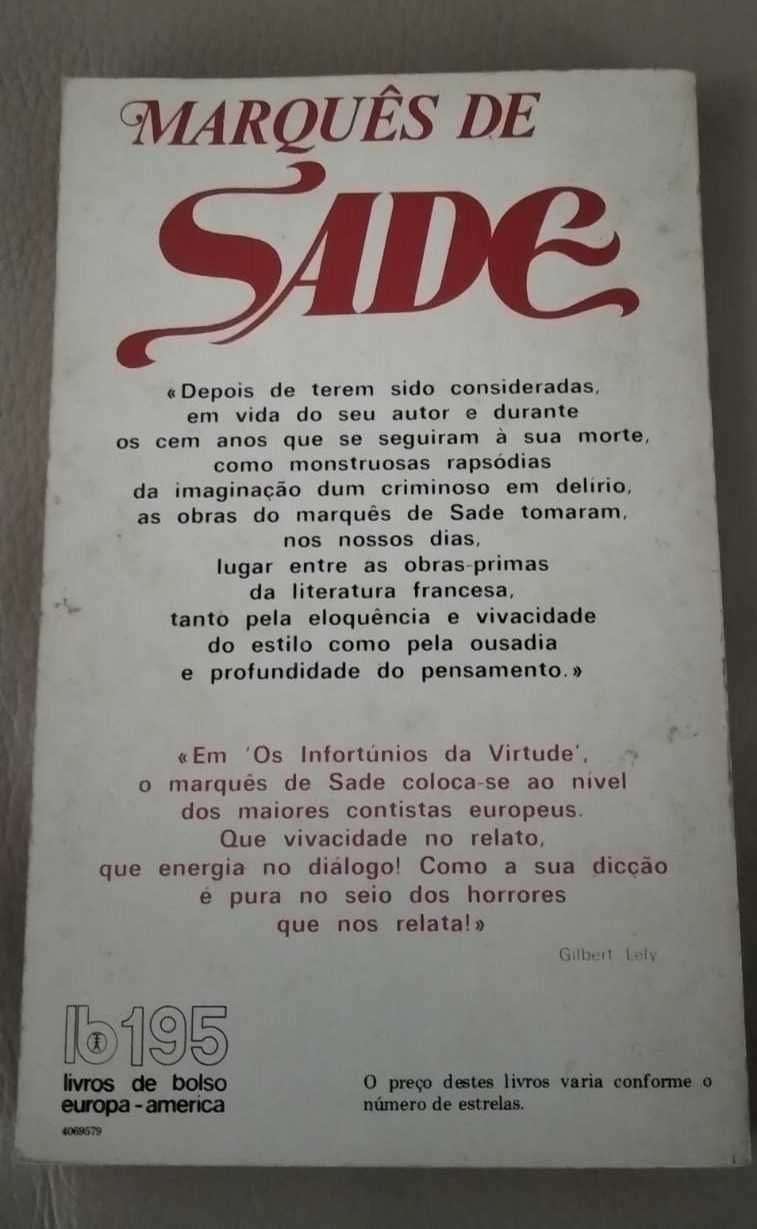 MARQUÊS DE
SADE
«Depois de terem sido consideradas,
em vida do seu autor e durante
os cem anos que se seguiram à sua morte,
como monstruosas rapsódias
da imaginação dum criminoso em delírio,
as obras do marquês de Sade tomaram,
nos nossos dias,
lugar entre as obras-primas
da literatura francesa,
tanto pela eloquência e vivacidade
do estilo como pela ousadia
e profundidade do pensamento.»
«Em 'Os Infortúnios da Virtude',
o marquês de Sade coloca-se ao nível
dos maiores contistas europeus.
Que vivacidade no relato,
que energia no diálogo! Como a sua dicção
é pura no seio dos horrores
que nos relata!»
Gilbert Lely
lb195
livros de bolso
europa-america
4069579
O preço destes livros varia conforme o
número de estrelas.